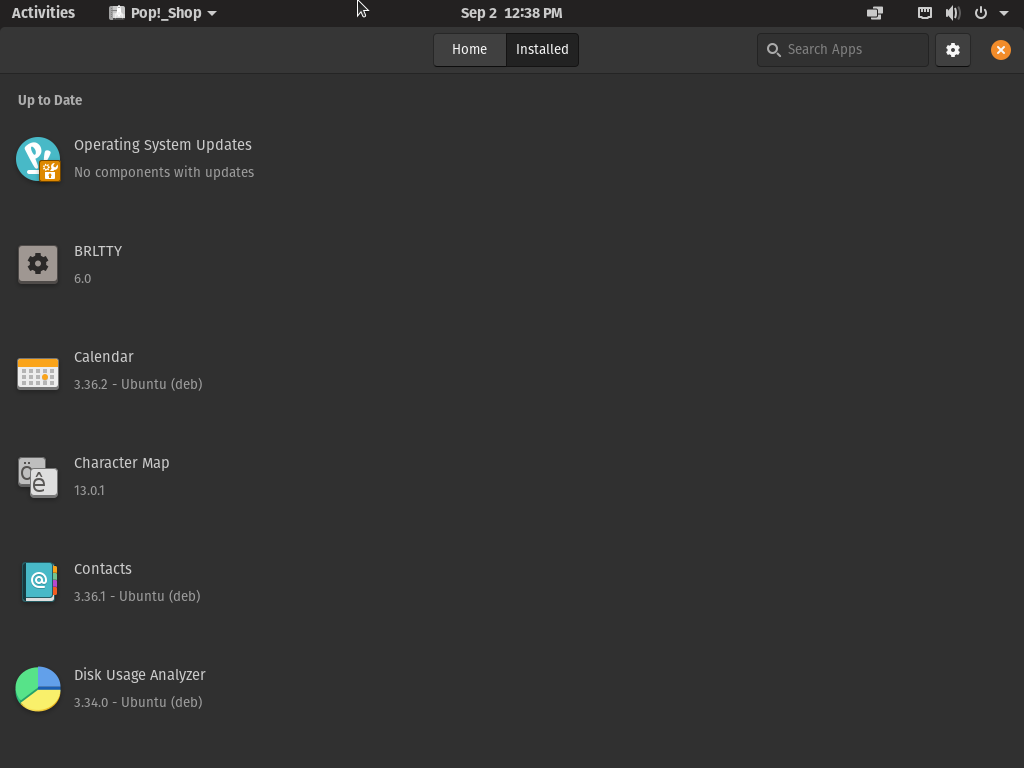 Activities
Pop!_Shop
Sep 2 12:38 PM
Home
Installed
Search Apps
Up to Date
Operating System Updates
No components with updates
BRLTTY
6.0
Calendar
3.36.2 - Ubuntu (deb)
Character Map
13.0.1
Contacts
3.36.1 - Ubuntu (deb)
Disk Usage Analyzer
3.34.0 - Ubuntu (deb)